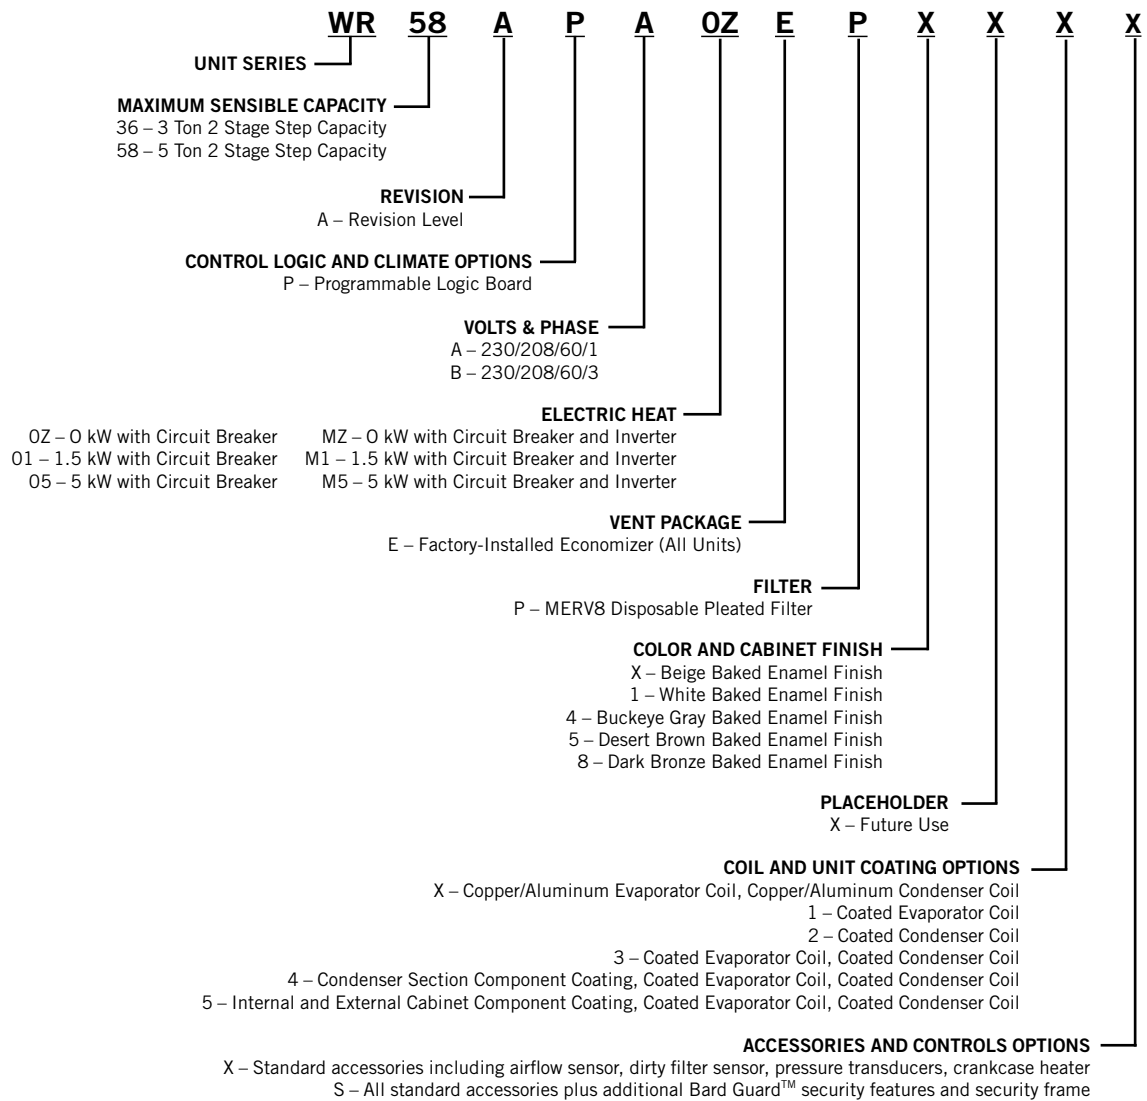 WR 58 A P A 0Z E P X X X X
UNIT SERIES
MAXIMUM SENSIBLE CAPACITY
36 – 3 Ton 2 Stage Step Capacity
58 – 5 Ton 2 Stage Step Capacity
REVISION
A – Revision Level
CONTROL LOGIC AND CLIMATE OPTIONS
P – Programmable Logic Board
VOLTS & PHASE
A – 230/208/60/1
B – 230/208/60/3
ELECTRIC HEAT
0Z – 0 kW with Circuit Breaker MZ – 0 kW with Circuit Breaker and Inverter
01 – 1.5 kW with Circuit Breaker M1 – 1.5 kW with Circuit Breaker and Inverter
05 – 5 kW with Circuit Breaker M5 – 5 kW with Circuit Breaker and Inverter
VENT PACKAGE
E – Factory-Installed Economizer (All Units)
FILTER
P – MERV8 Disposable Pleated Filter
COLOR AND CABINET FINISH
X – Beige Baked Enamel Finish
1 – White Baked Enamel Finish
4 – Buckeye Gray Baked Enamel Finish
5 – Desert Brown Baked Enamel Finish
8 – Dark Bronze Baked Enamel Finish
PLACEHOLDER
X – Future Use
COIL AND UNIT COATING OPTIONS
X – Copper/Aluminum Evaporator Coil, Copper/Aluminum Condenser Coil
1 – Coated Evaporator Coil
2 – Coated Condenser Coil
3 – Coated Evaporator Coil, Coated Condenser Coil
4 – Condenser Section Component Coating, Coated Evaporator Coil, Coated Condenser Coil
5 – Internal and External Cabinet Component Coating, Coated Evaporator Coil, Coated Condenser Coil
ACCESSORIES AND CONTROLS OPTIONS
X – Standard accessories including airflow sensor, dirty filter sensor, pressure transducers, crankcase heater
S – All standard accessories plus additional Bard Guard™ security features and security frame